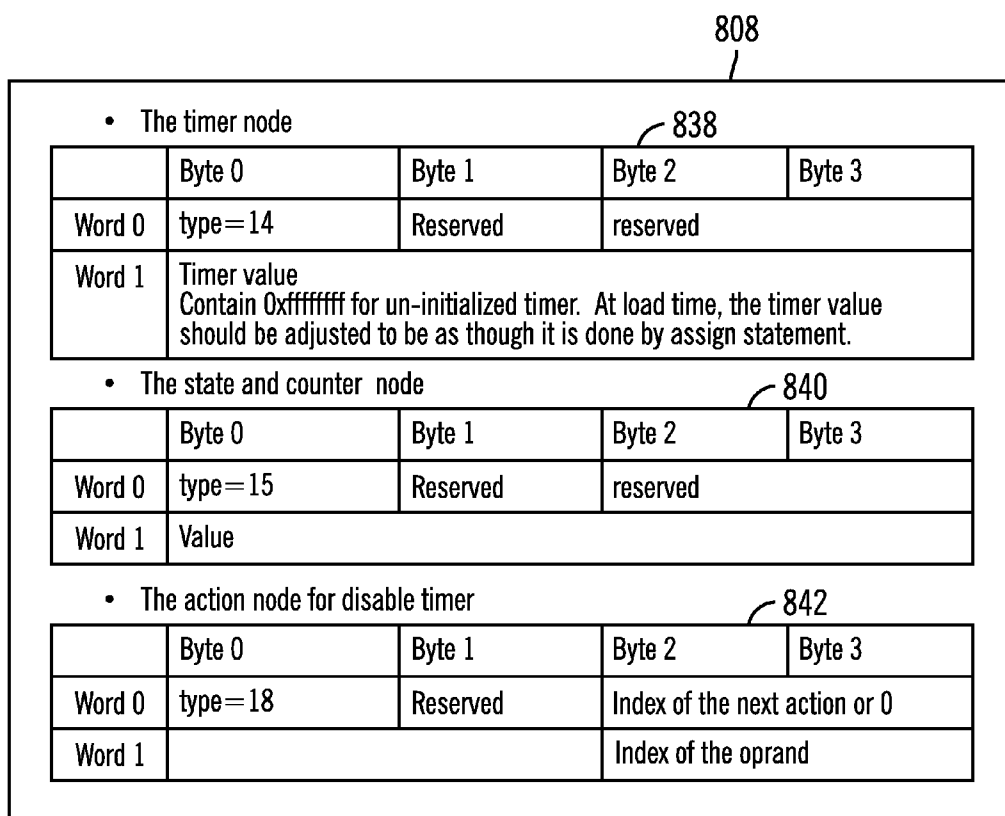 808
• The timer node
838
Byte 0 Byte 1 Byte 2 Byte 3
Word 0 type=14 Reserved reserved
Word 1 Timer value
Contain 0xffffffff for un-initialized timer. At load time, the timer value
should be adjusted to be as though it is done by assign statement.
• The state and counter node
840
Byte 0 Byte 1 Byte 2 Byte 3
Word 0 type=15 Reserved reserved
Word 1 Value
• The action node for disable timer
842
Byte 0 Byte 1 Byte 2 Byte 3
Word 0 type=18 Reserved Index of the next action or 0
Word 1 Index of the oprand